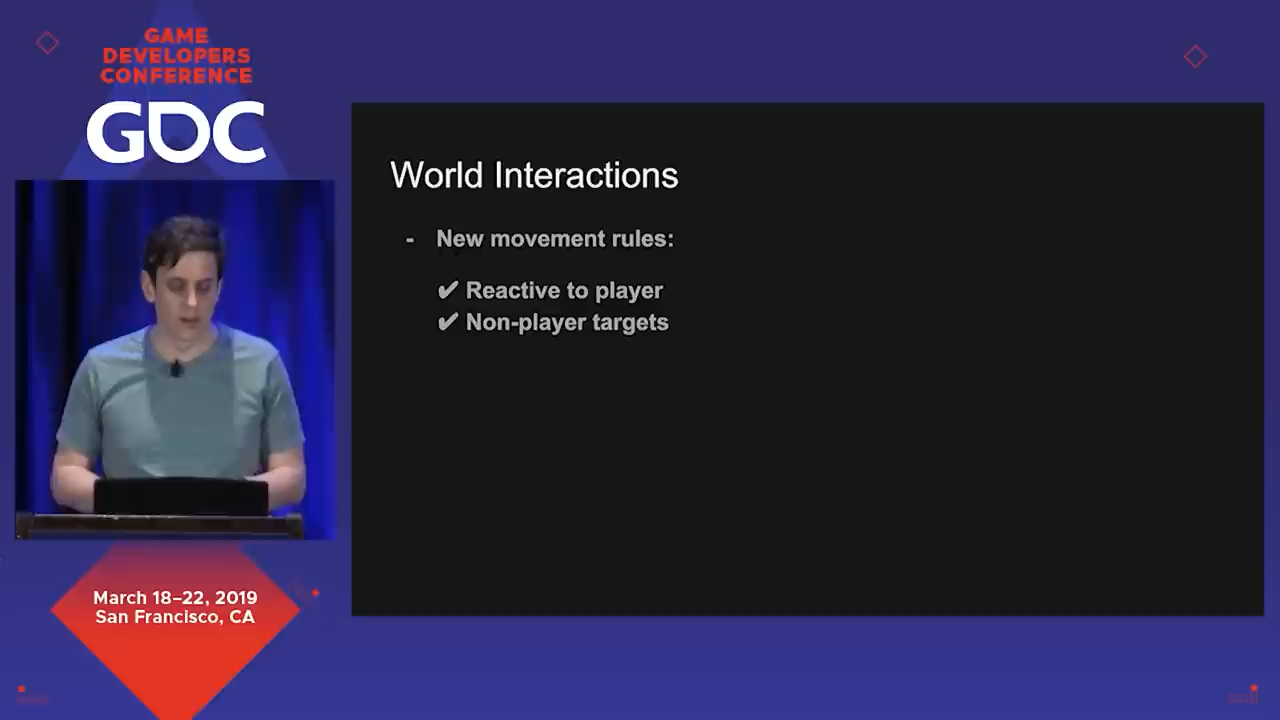 GAME
DEVELOPERS
CONFERENCE
GDC
World Interactions
- New movement rules:
✔ Reactive to player
✔ Non-player targets
March 18–22, 2019
San Francisco, CA